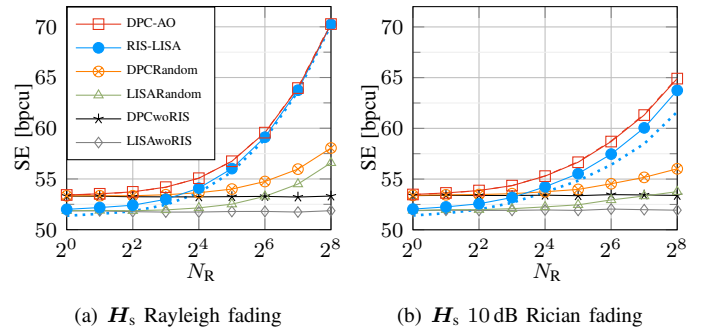 70
65
60
55
50
SE [bpcu]
DPC-AO
RIS-LISA
DPCRandom
LISARandom
DPCwoRIS
LISAwoRIS
2^0 2^2 2^4 2^6 2^8
N_R
(a) H_s Rayleigh fading
70
65
60
55
50
SE [bpcu]
2^0 2^2 2^4 2^6 2^8
N_R
(b) H_s 10 dB Rician fading